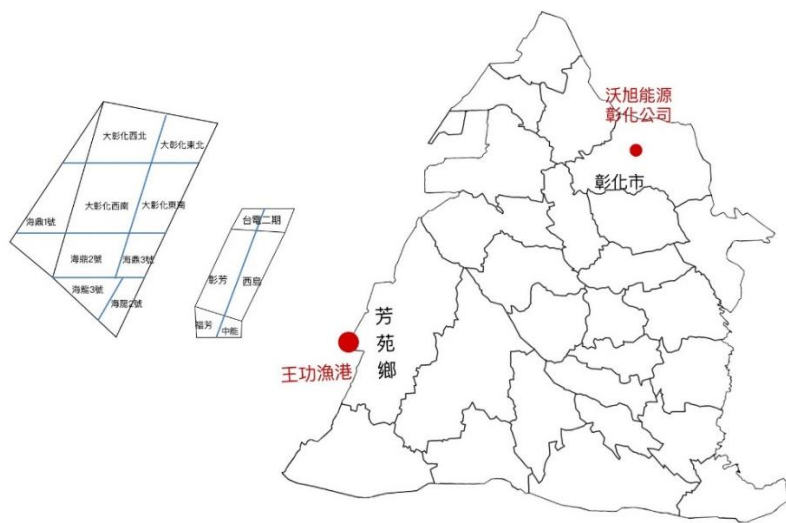 大彰化西北
大彰化東北
大彰化西南
大彰化東南
海鼎1號
海鼎2號
海鼎3號
海龍3號
海龍2號
台電二期
彰芳
西島
福芳
中能
沃旭能源
彰化公司
彰化市
芳苑鄉
王功漁港